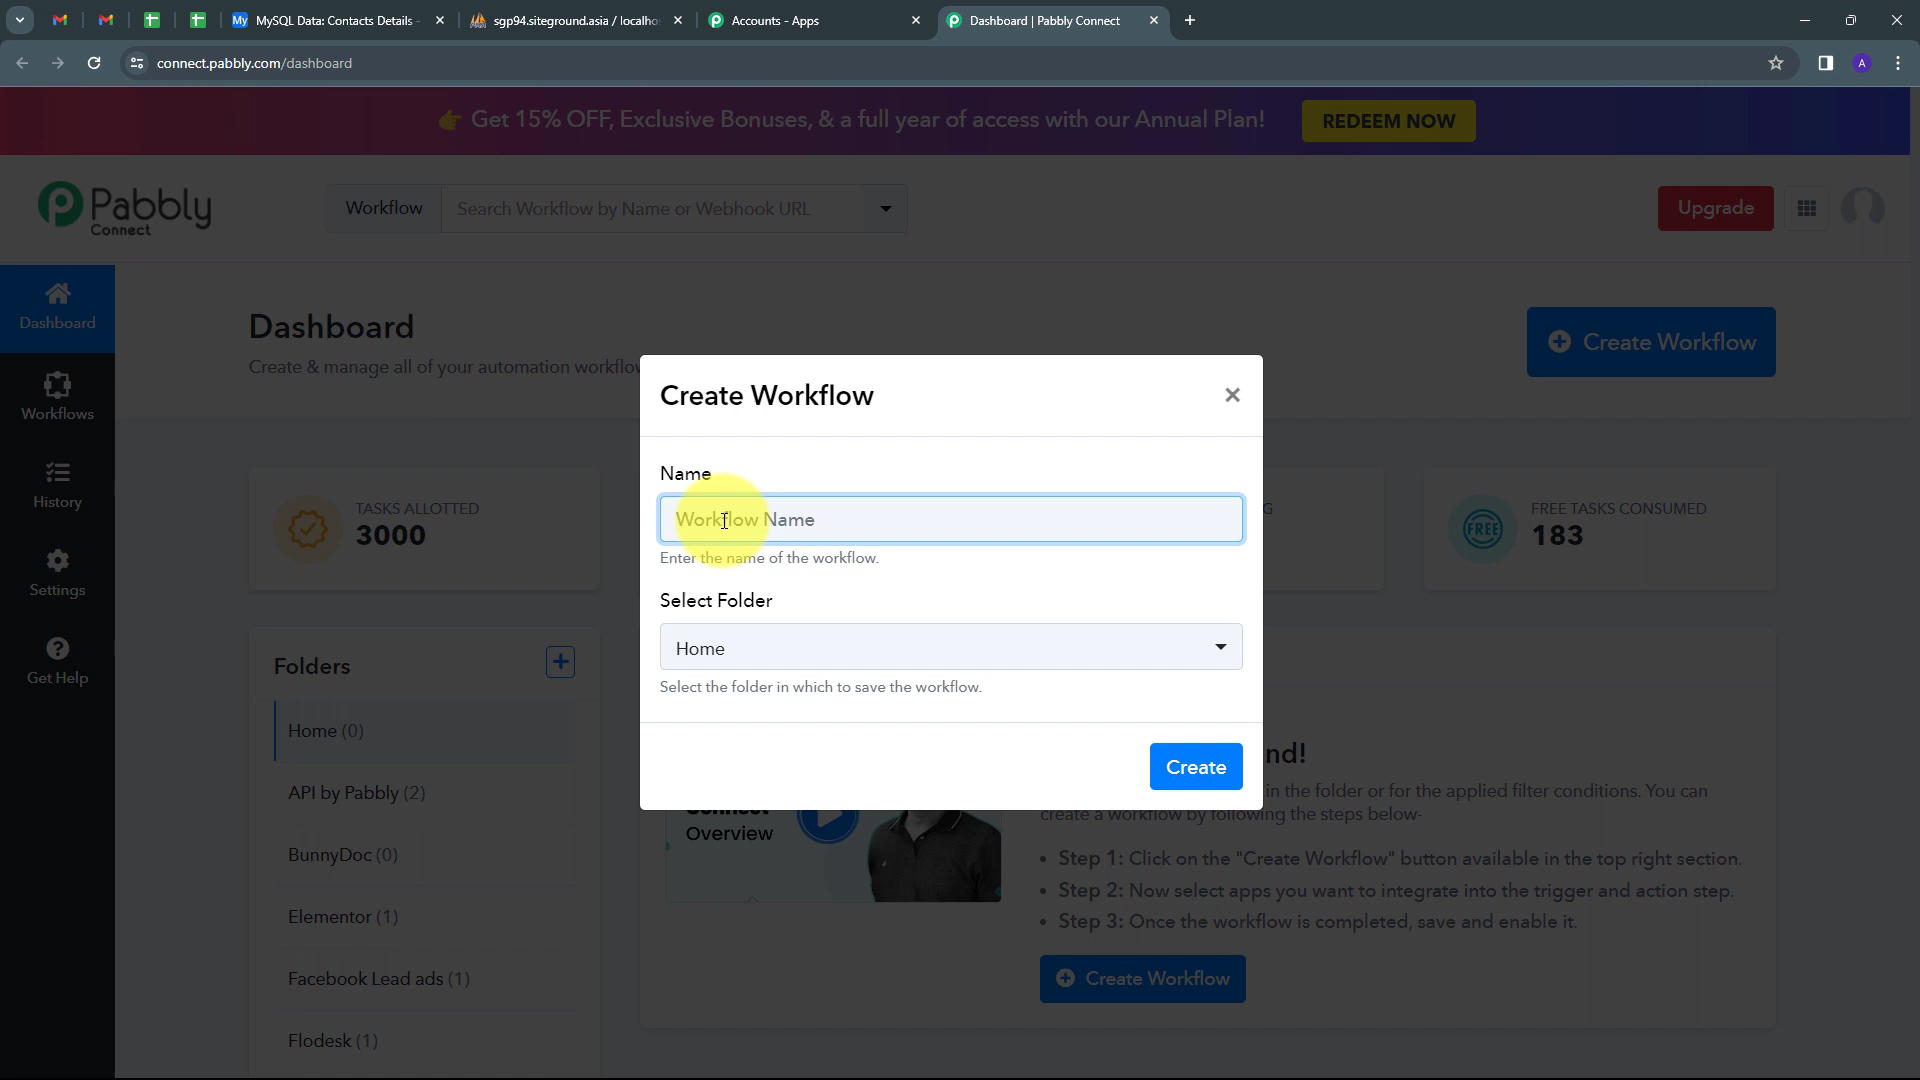 MySQL Data: Contacts Details -
sgp94.siteground.asia / localho
Accounts - Apps
Dashboard | Pabbly Connect
connect.pabbly.com/dashboard
A
👉 Get 15% OFF, Exclusive Bonuses, & a full year of access with our Annual Plan!
REDEEM NOW
Pabbly
Connect
Workflow
Search Workflow by Name or Webhook URL
Upgrade
Dashboard
Workflows
History
Settings
Get Help
Dashboard
Create & manage all of your automation workflo
Create Workflow
TASKS ALLOTTED
3000
G
FREE TASKS CONSUMED
FREE
183
Create Workflow
Name
Workflow Name
Enter the name of the workflow.
Select Folder
Home
Select the folder in which to save the workflow.
Create
Folders
Home (0)
API by Pabbly (2)
BunnyDoc (0)
Elementor (1)
Facebook Lead ads (1)
Flodesk (1)
Connect
Overview
nd!
in the folder or for the applied filter conditions. You can
create a workflow by following the steps below-
• Step 1: Click on the "Create Workflow" button available in the top right section.
• Step 2: Now select apps you want to integrate into the trigger and action step.
• Step 3: Once the workflow is completed, save and enable it.
Create Workflow